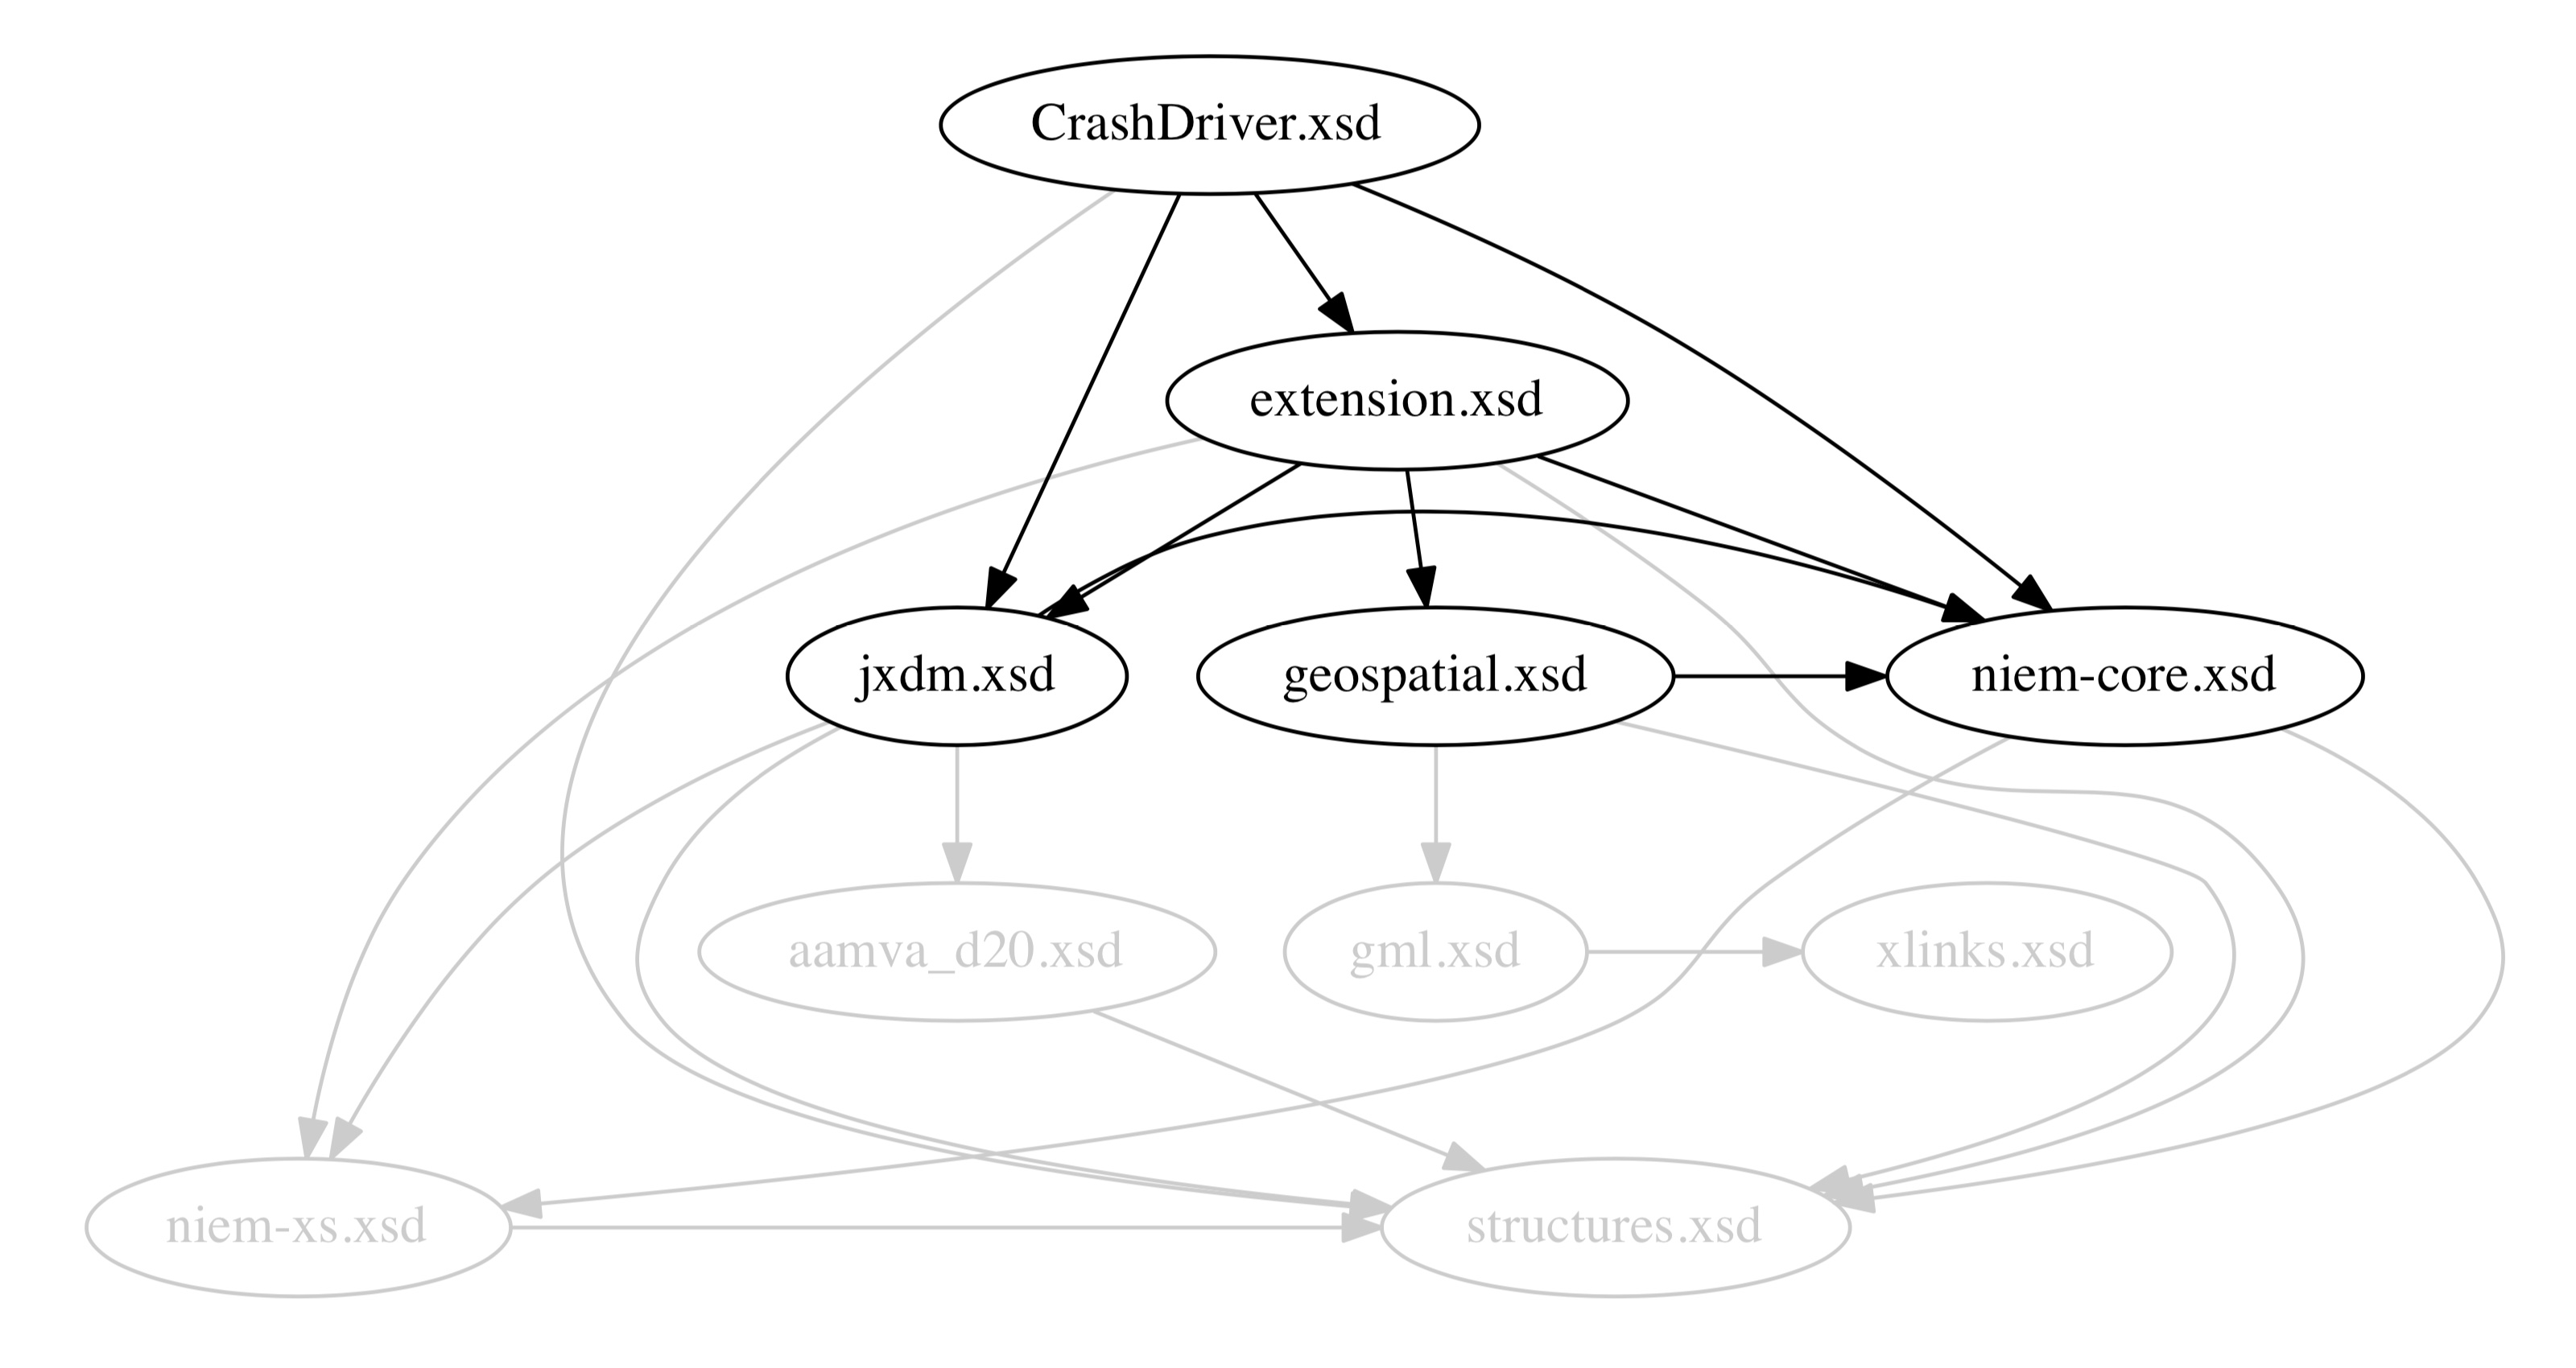 CrashDriver.xsd
extension.xsd
jxdm.xsd
geospatial.xsd
niem-core.xsd
aamva_d20.xsd
gml.xsd
xlinks.xsd
niem-xs.xsd
structures.xsd